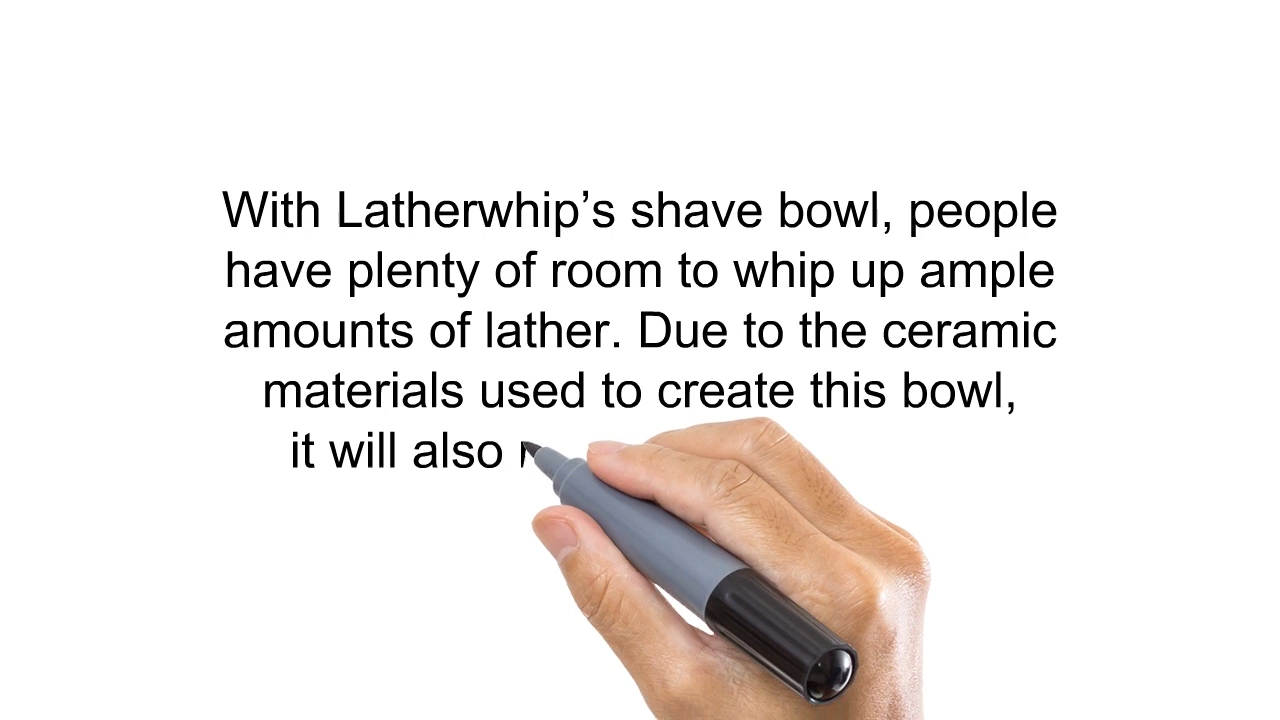 With Latherwhip’s shave bowl, people
have plenty of room to whip up ample
amounts of lather. Due to the ceramic
materials used to create this bowl,
it will also